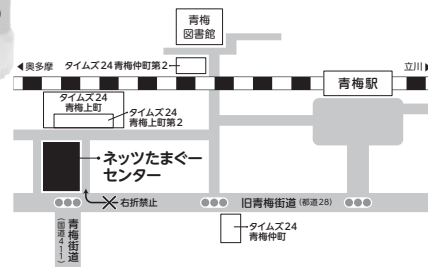 青梅
図書館
◀奥多摩
タイムズ24青梅仲町第2
立川▶
青梅駅
タイムズ24
青梅上町
タイムズ24
青梅上町第2
ネッツたまぐー
センター
右折禁止
旧青梅街道(都道28)
青梅街道
(国道411)
タイムズ24
青梅仲町